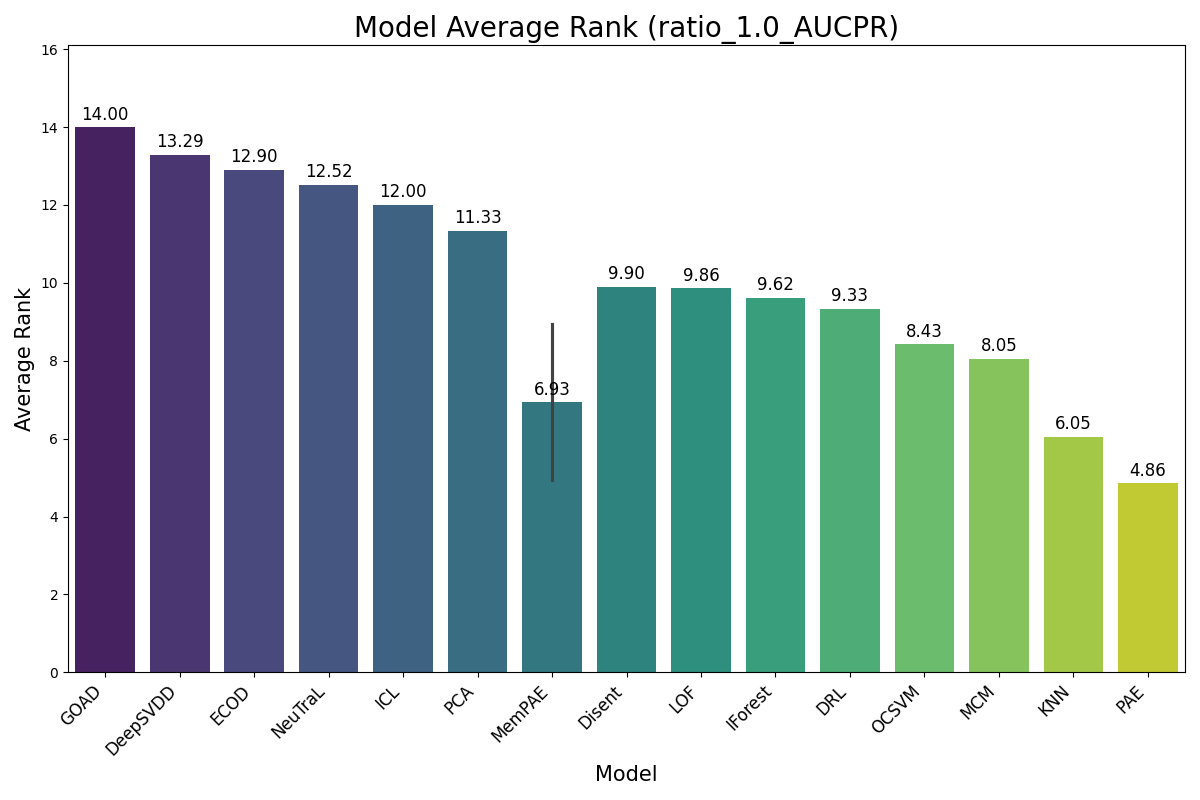 Model Average Rank (ratio_1.0_AUCPR)
16
14
12
10
8
6
4
2
0
Average Rank
14.00
13.29
12.90
12.52
12.00
11.33
6.93
9.90
9.86
9.62
9.33
8.43
8.05
6.05
4.86
GOAD
DeepSVDD
ECOD
NeuTraL
ICL
PCA
MemPAE
Disent
LOF
IForest
DRL
OCSVM
MCM
KNN
PAE
Model